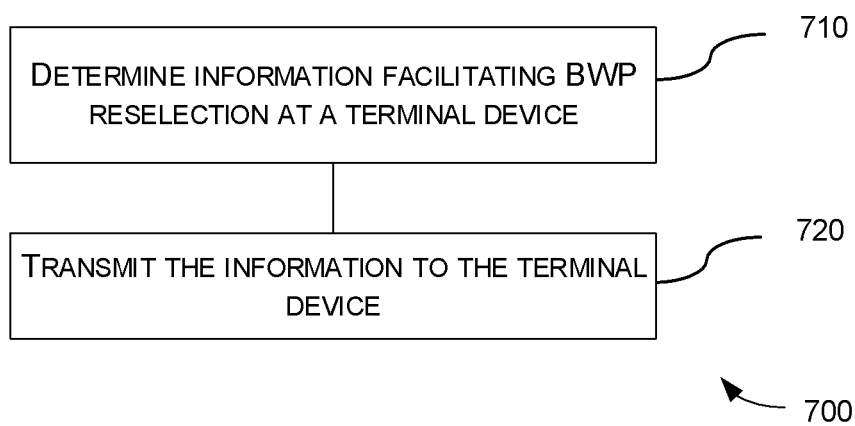 710
DETERMINE INFORMATION FACILITATING BWP
RESELECTION AT A TERMINAL DEVICE
720
TRANSMIT THE INFORMATION TO THE TERMINAL
DEVICE
700